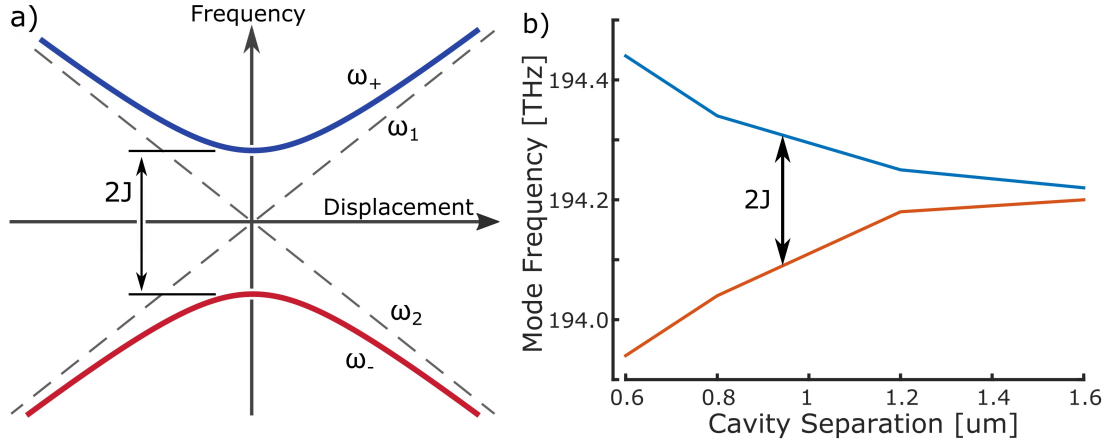 a)
Frequency
ω+
ω1
2J
Displacement
ω2
ω-
b)
Mode Frequency [THz]
194.4
194.2
194.0
2J
0.6
0.8
1
1.2
1.4
1.6
Cavity Separation [um]